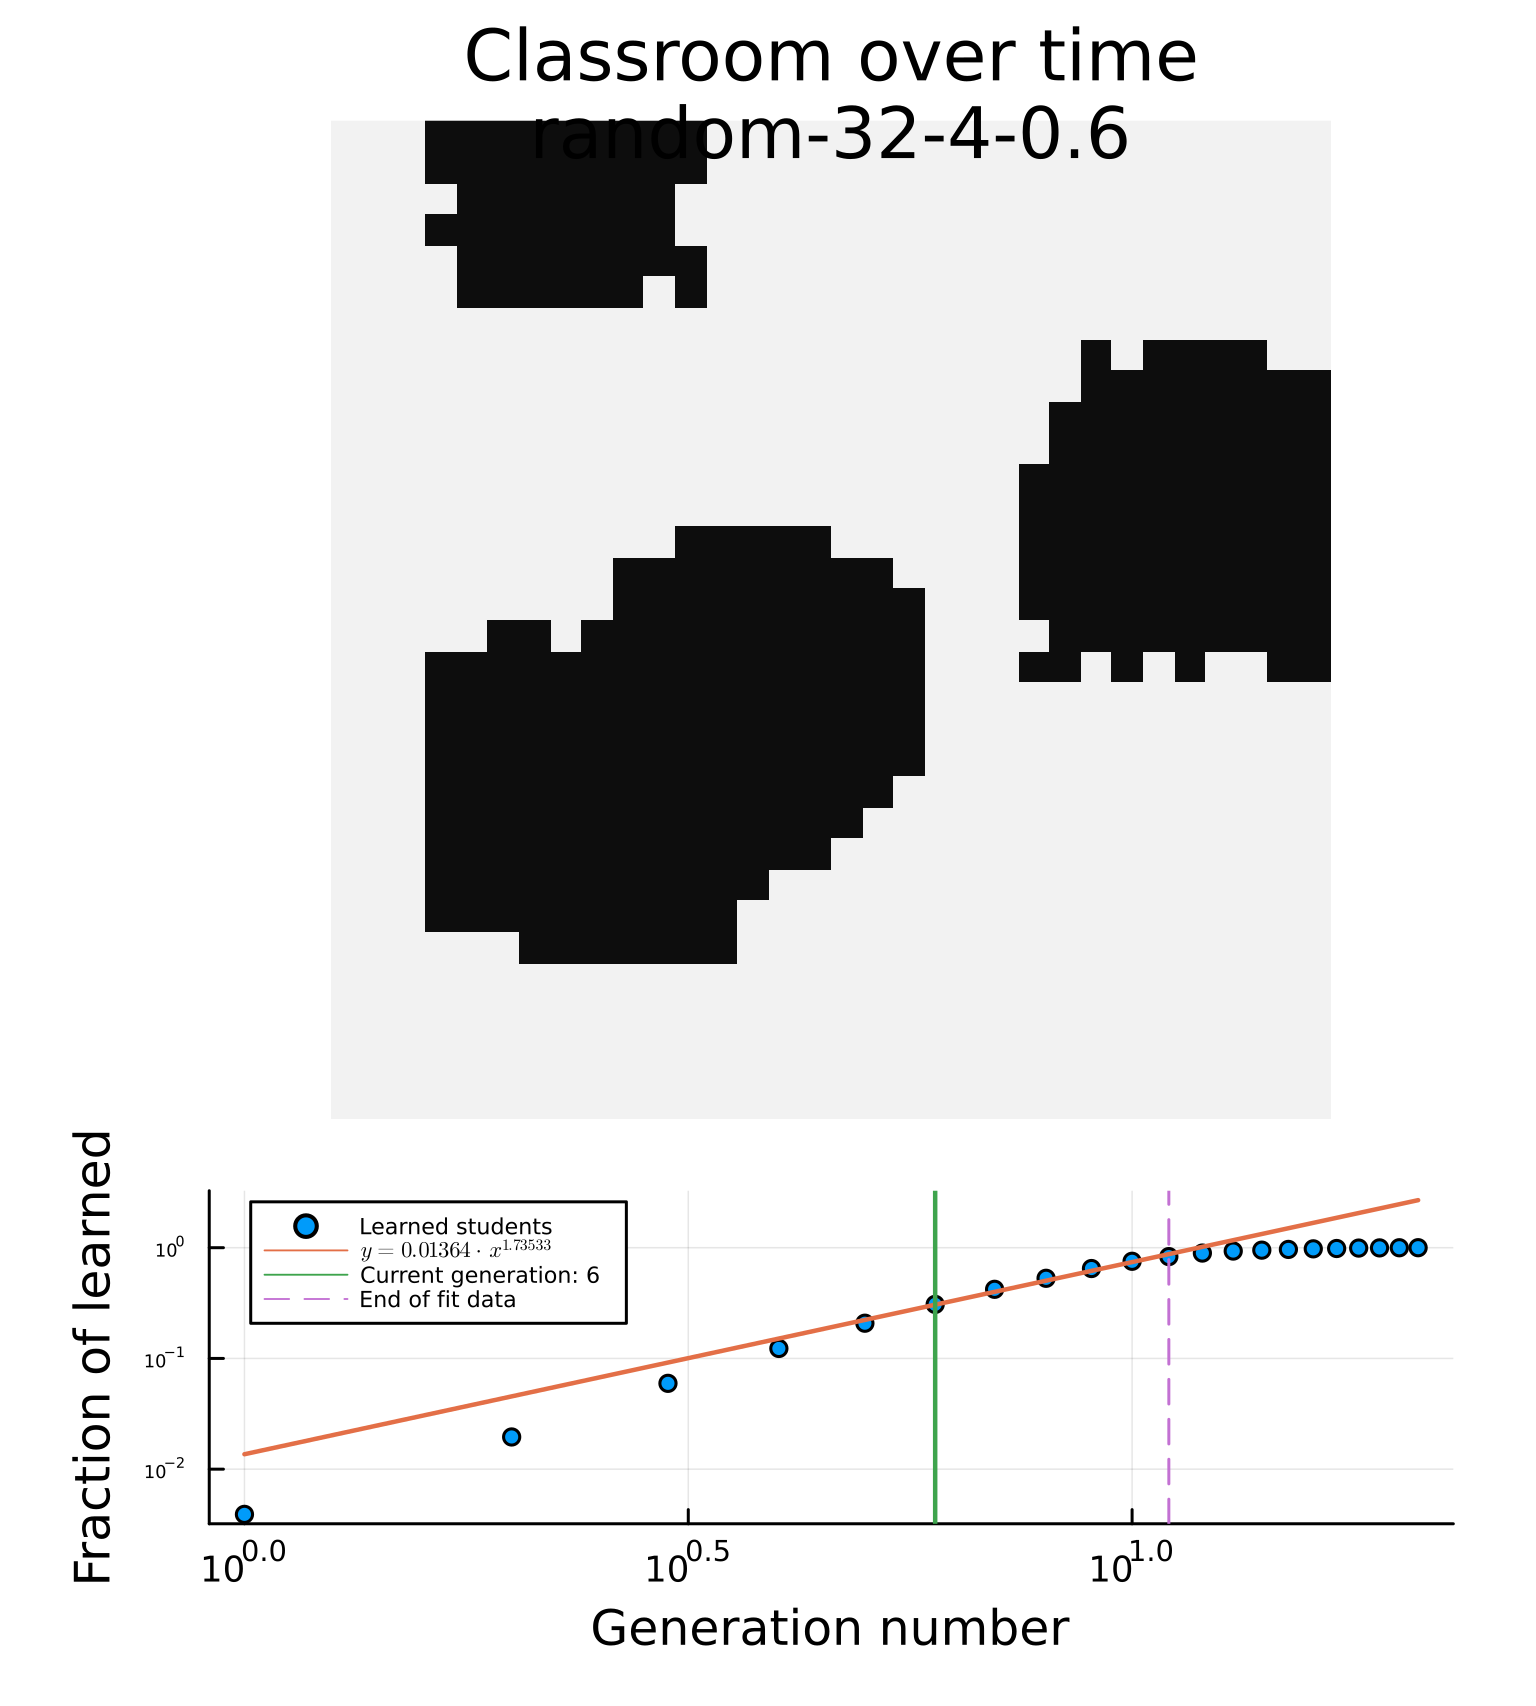 Classroom over time
random-32-4-0.6
Fraction of learned
10^0
10^-1
10^-2
Learned students
y = 0.01364 · x^1.73533
Current generation: 6
End of fit data
10^0.0 10^0.5 10^1.0
Generation number